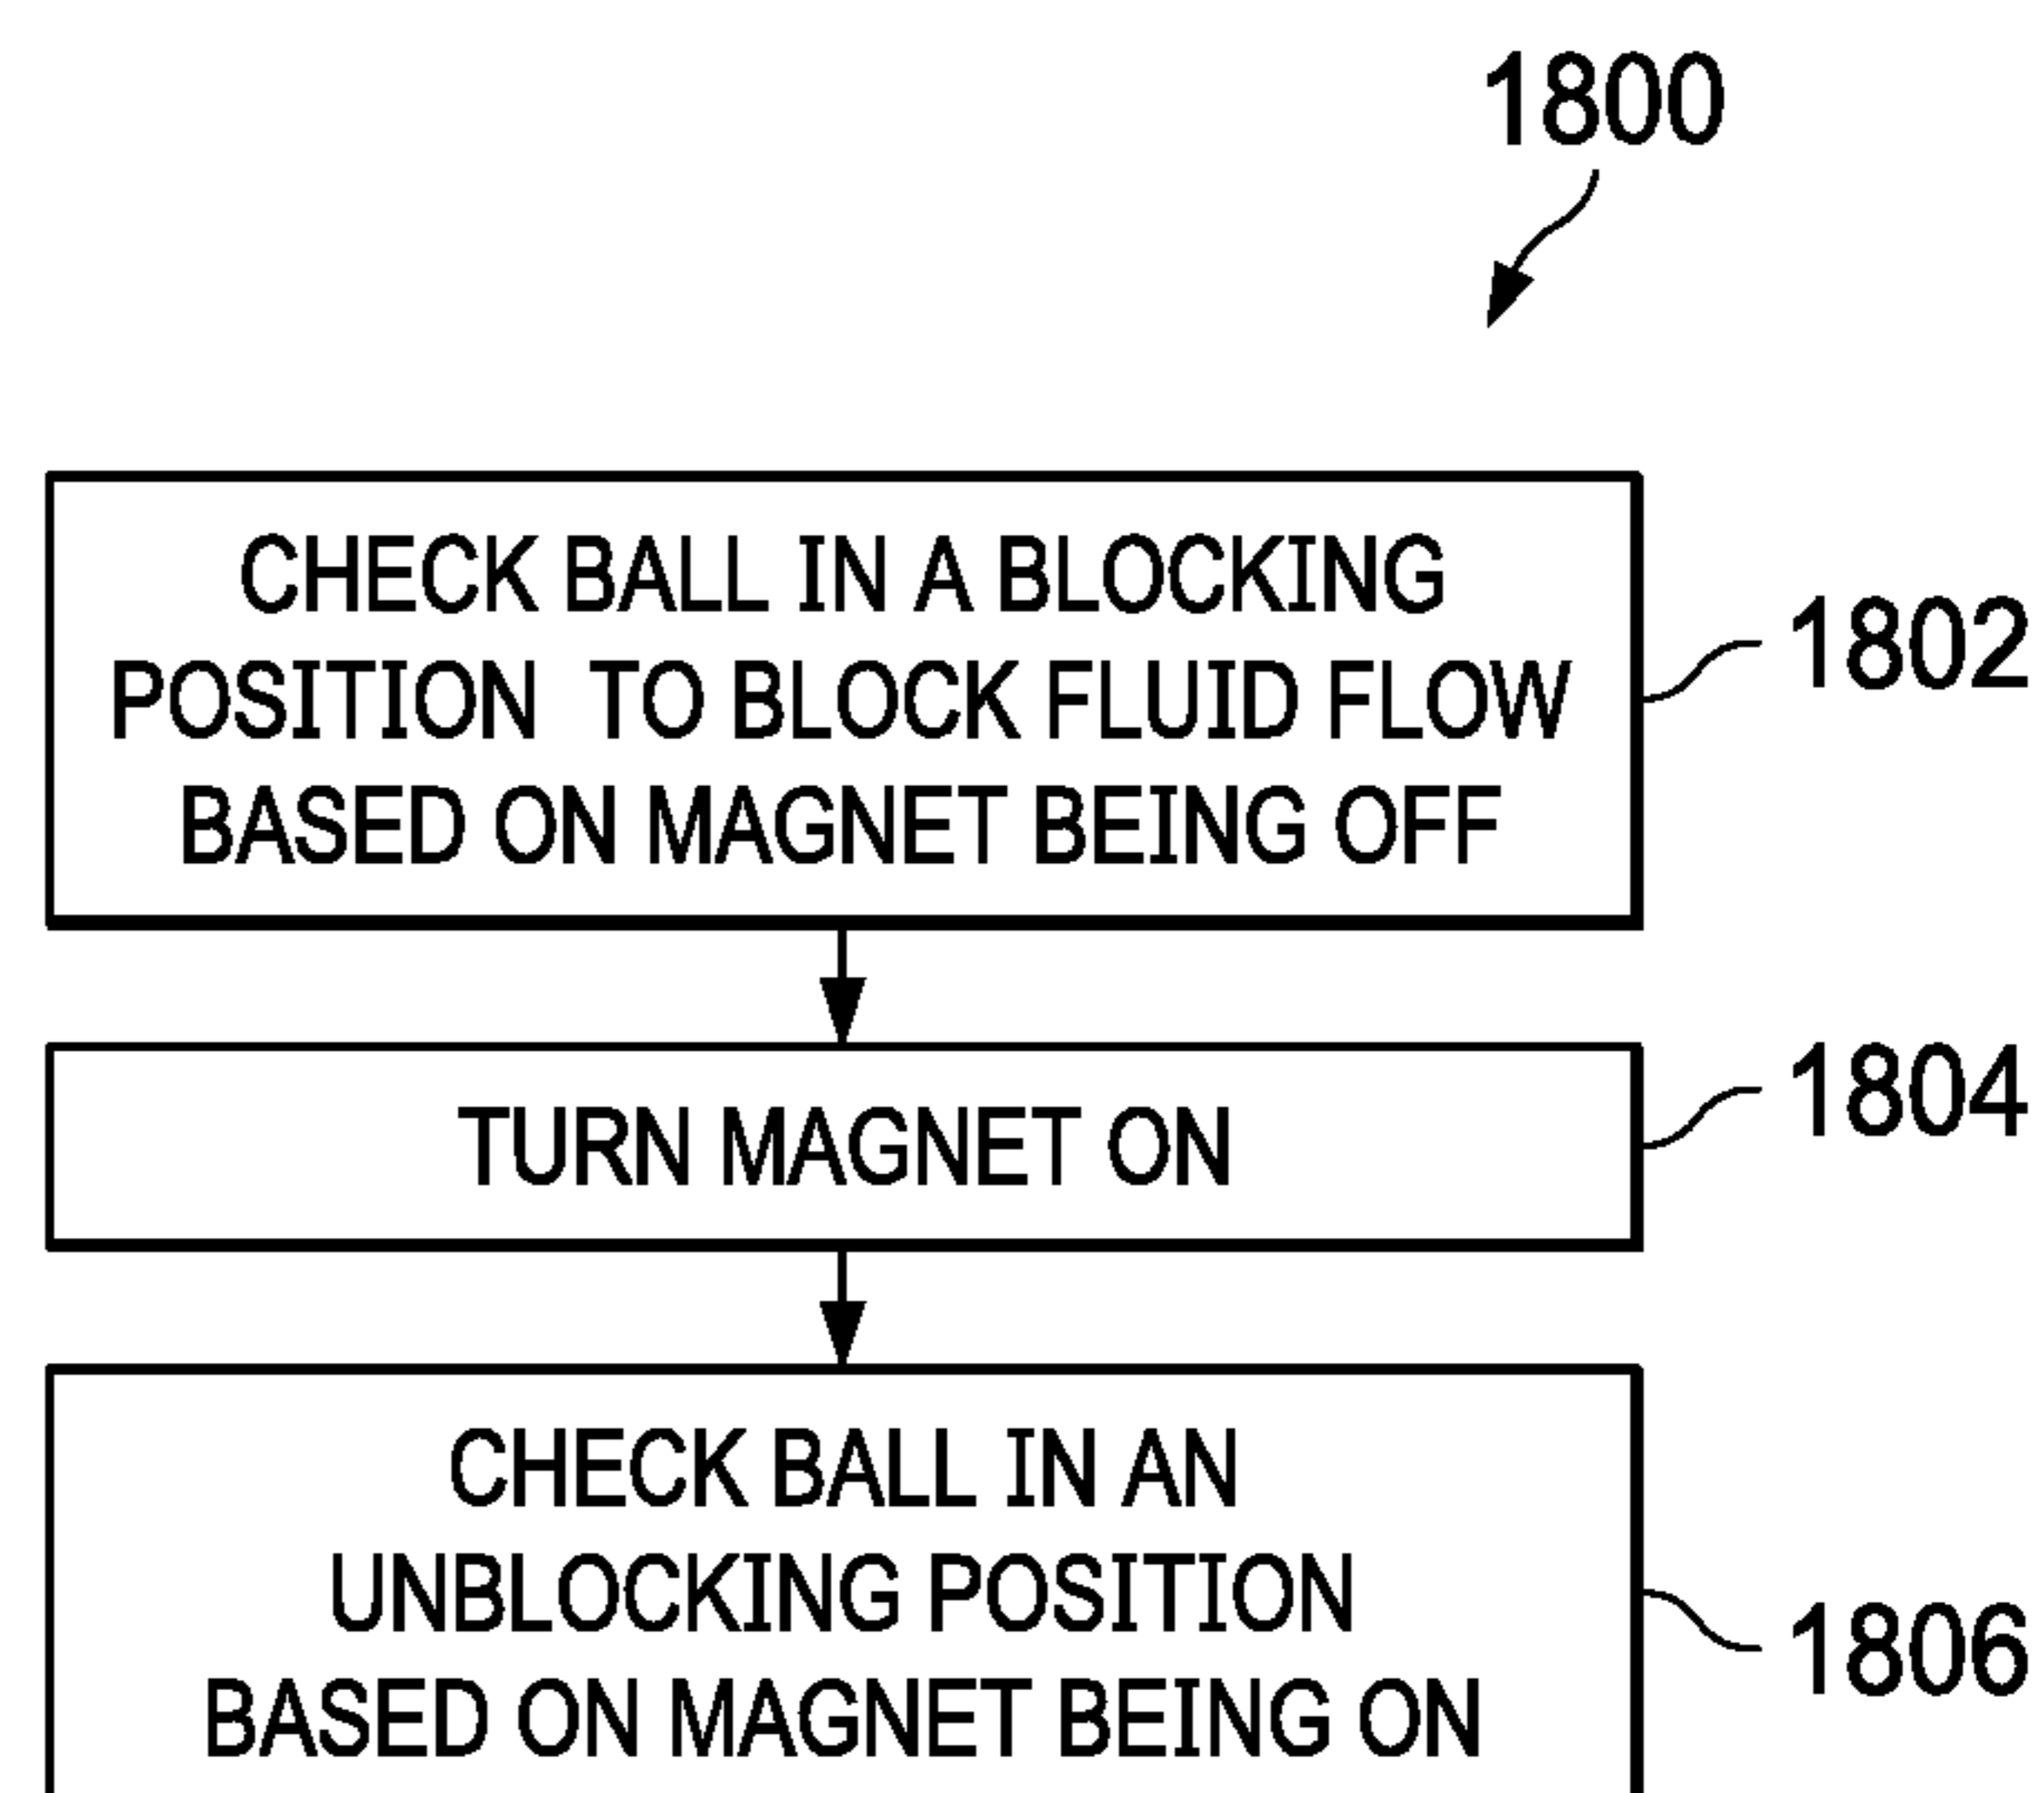 1800
CHECK BALL IN A BLOCKING
POSITION TO BLOCK FLUID FLOW
BASED ON MAGNET BEING OFF
1802
TURN MAGNET ON
1804
CHECK BALL IN AN
UNBLOCKING POSITION
BASED ON MAGNET BEING ON
1806